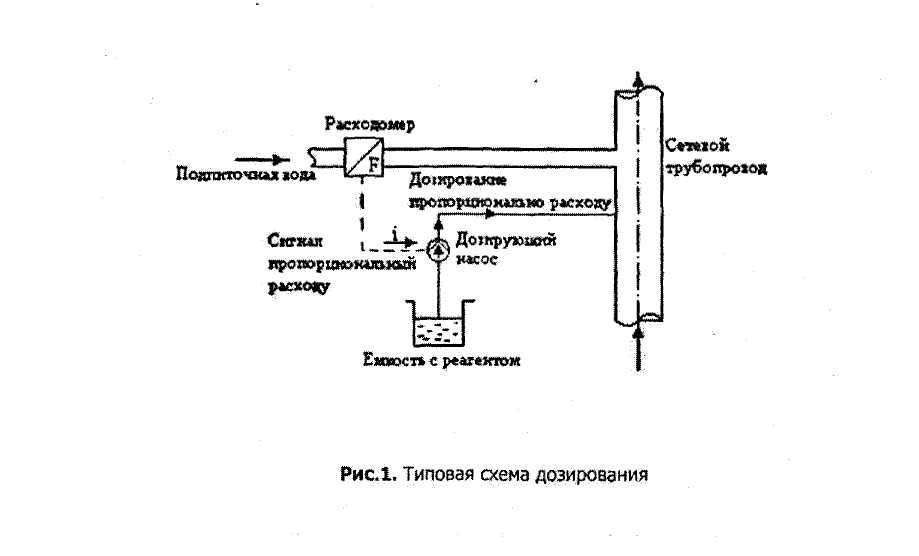 Расходомер
F
Подпиточная вода
Сетевой
трубопровод
Дозирование
пропорционально расходу
i
Сигнал
пропорциональный
расходу
Дозирующий
насос
Емкость с реагентом
Рис.1. Типовая схема дозирования